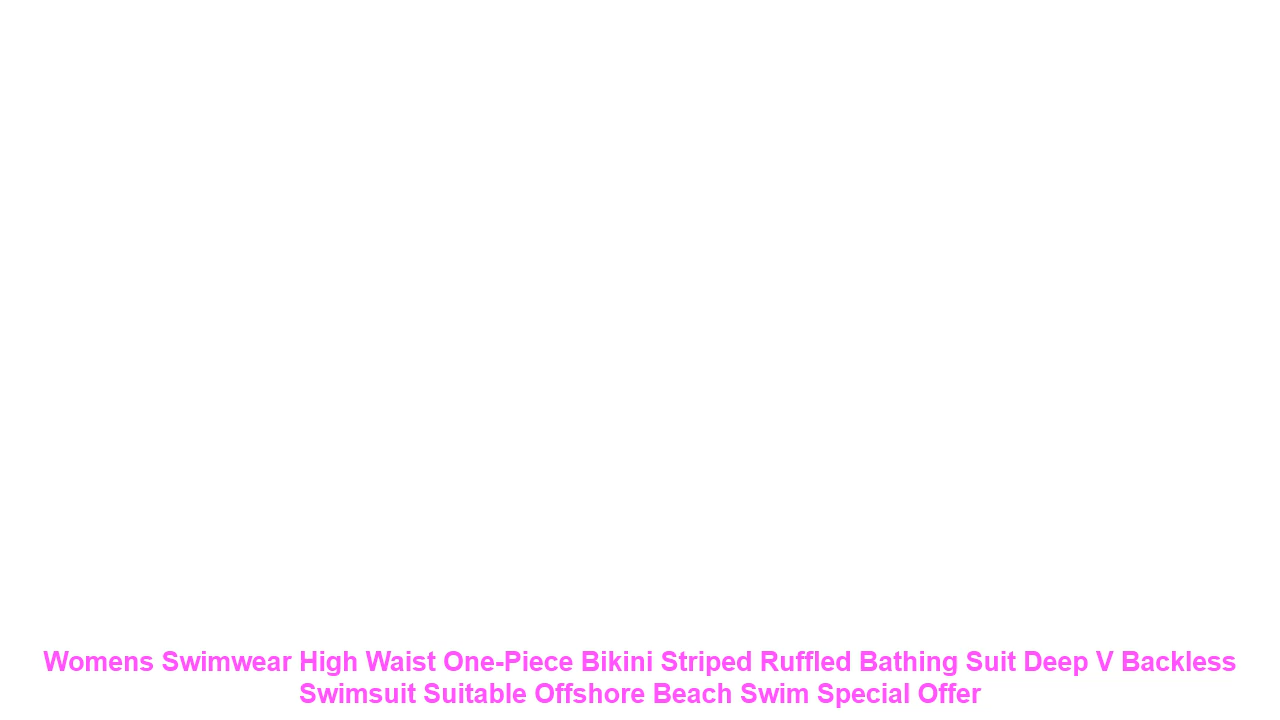 Womens Swimwear High Waist One-Piece Bikini Striped Ruffled Bathing Suit Deep V Backless
Swimsuit Suitable Offshore Beach Swim Special Offer